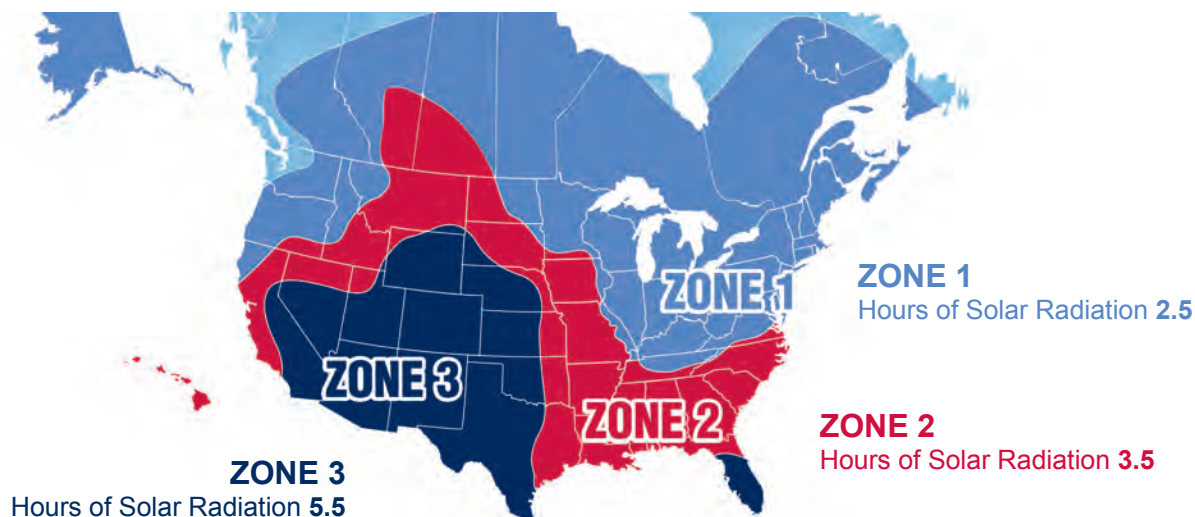 ZONE 1
ZONE 1
Hours of Solar Radiation 2.5
ZONE 3
ZONE 2
ZONE 2
Hours of Solar Radiation 3.5
ZONE 3
Hours of Solar Radiation 5.5